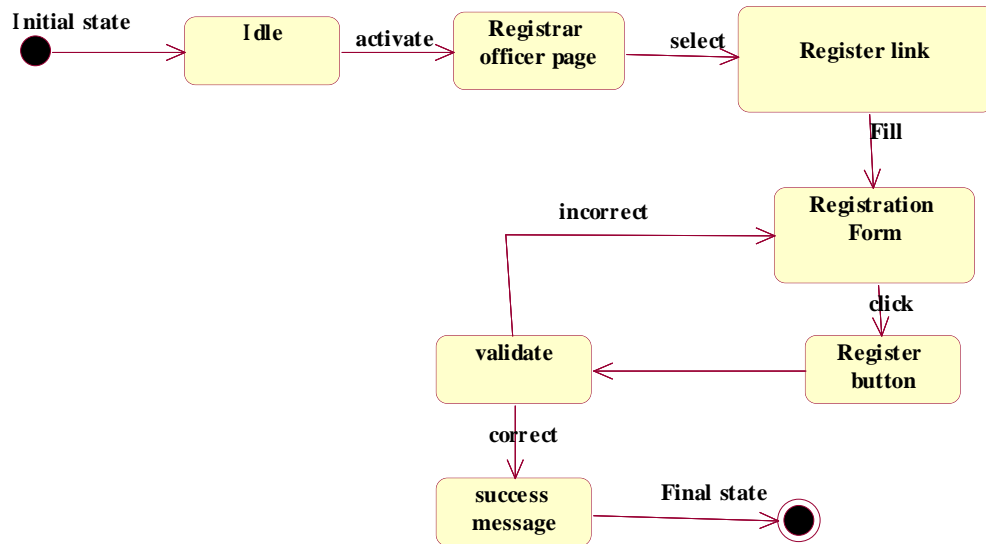 Initial state
Idle
activate
Registrar
officer page
select
Register link
Fill
Registration
Form
incorrect
click
validate
Register
button
correct
success
message
Final state